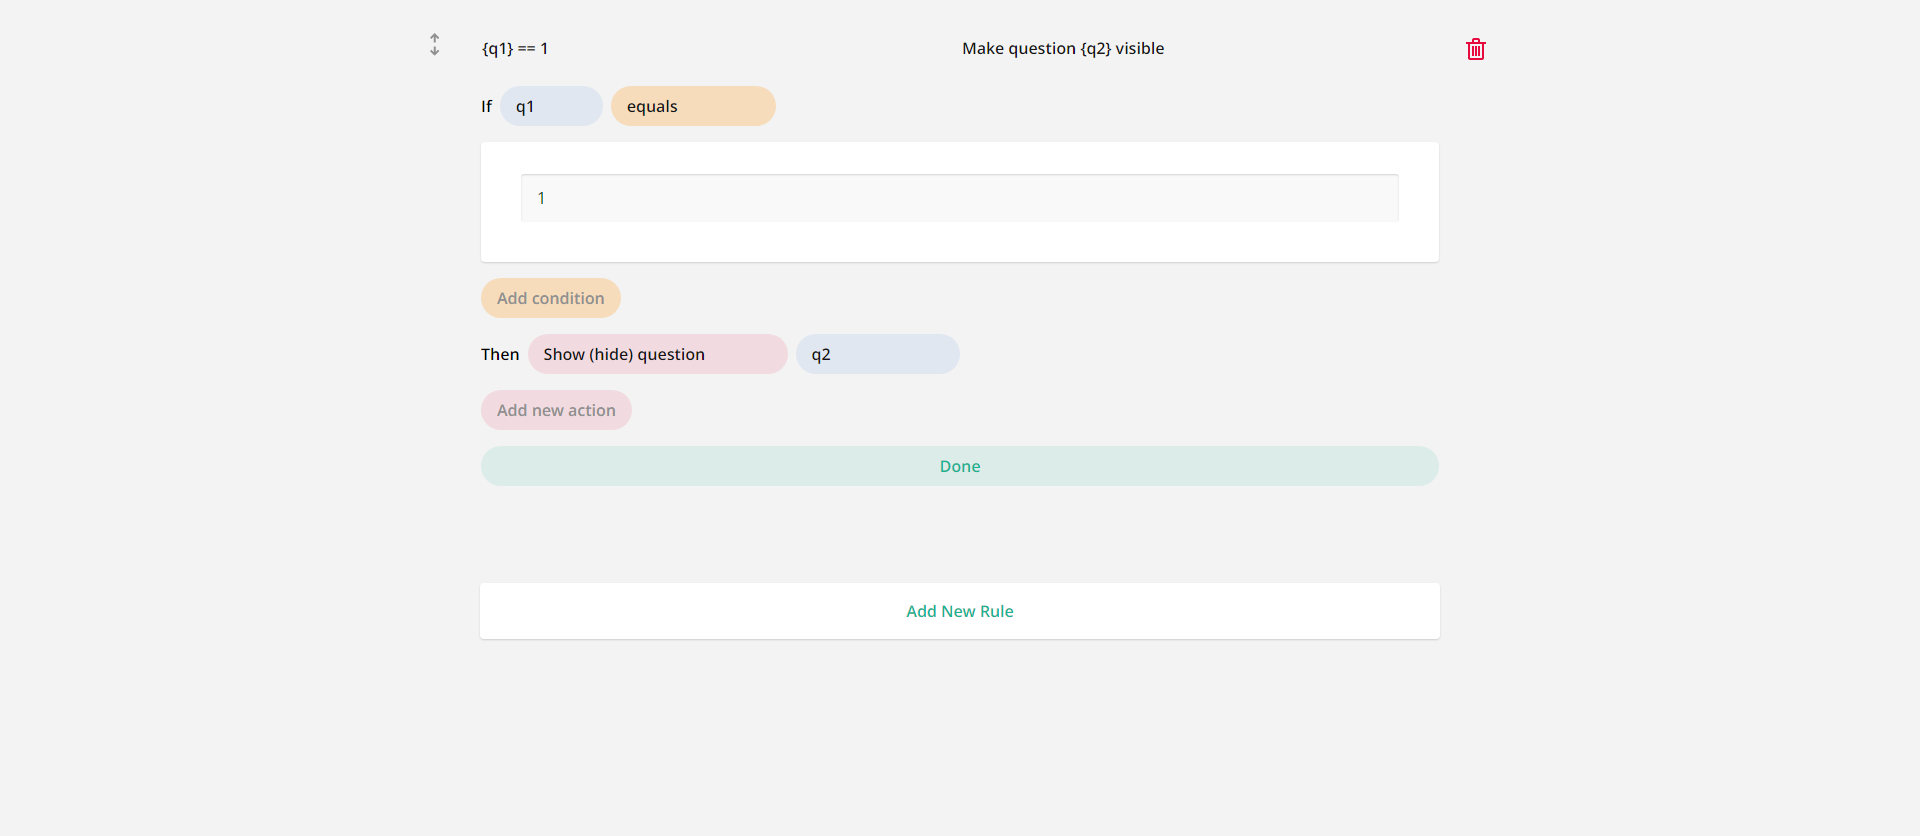 {q1} == 1 Make question {q2} visible
If q1 equals
1
Add condition
Then Show (hide) question q2
Add new action
Done
Add New Rule